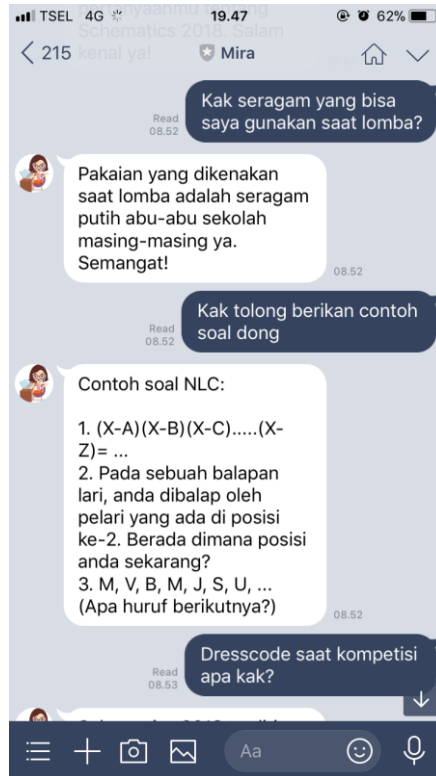 TSEL 4G 19.47 62%
pertanyaanmu tentang
Schematics 2018. Salam
kenal ya!
215 Mira
Kak seragam yang bisa
saya gunakan saat lomba?
Read
08.52
Pakaian yang dikenakan
saat lomba adalah seragam
putih abu-abu sekolah
masing-masing ya.
Semangat!
08.52
Kak tolong berikan contoh
soal dong
Read
08.52
Contoh soal NLC:
1. (X-A)(X-B)(X-C).....(X-
Z)= ...
2. Pada sebuah balapan
lari, anda dibalap oleh
pelari yang ada di posisi
ke-2. Berada dimana posisi
anda sekarang?
3. M, V, B, M, J, S, U, ...
(Apa huruf berikutnya?)
08.52
Dresscode saat kompetisi
apa kak?
Read
08.53
Aa